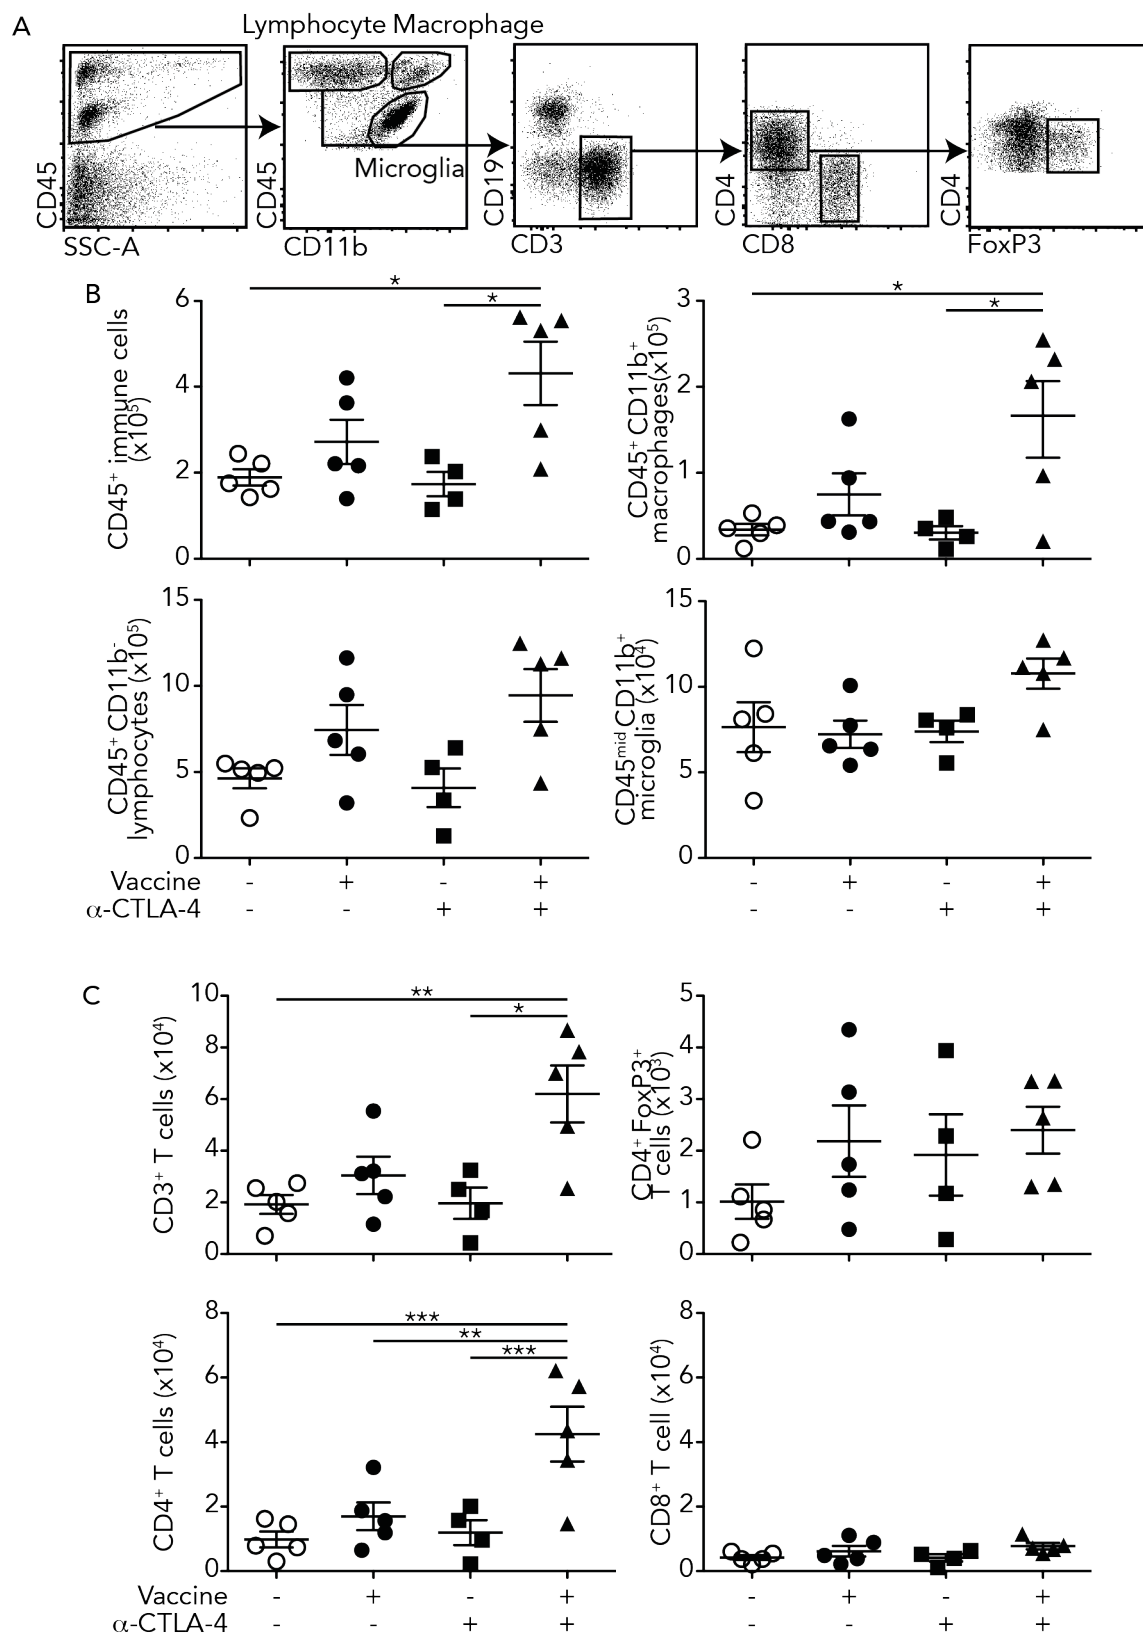 A
Lymphocyte Macrophage
Microglia
CD45
SSC-A
CD45
CD11b
CD19
CD3
CD4
CD8
CD4
FoxP3
B
CD45⁺ immune cells
(x10⁵)
6
4
2
0
*
*
CD45⁺ CD11b⁺
macrophages(x10⁵)
3
2
1
0
*
*
CD45⁺ CD11b⁻
lymphocytes (x10⁵)
15
10
5
0
CD45ᵐⁱᵈ CD11b⁺
microglia (x10⁴)
15
10
5
0
Vaccine - + - + - + - +
α-CTLA-4 - - + + - - + +
C
CD3⁺ T cells (x10⁴)
10
8
6
4
2
0
**
*
CD4⁺ FoxP3⁺
T cells (x10³)
5
4
3
2
1
0
CD4⁺ T cells (x10⁴)
8
6
4
2
0
***
**
***
CD8⁺ T cell (x10⁴)
8
6
4
2
0
Vaccine - + - + - + - +
α-CTLA-4 - - + + - - + +